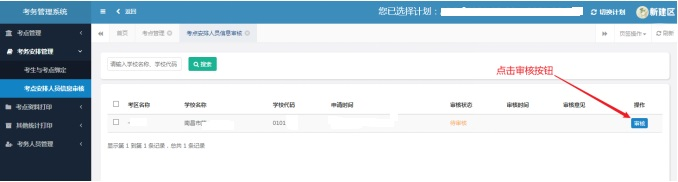 考务管理系统
返回
您已选择计划：
切换计划
新建区
考点管理
考务安排管理
考生与考点绑定
考点安排人员信息审核
考点资料打印
其他统计打印
考务人员管理
首页 考点管理 考点安排人员信息审核
页签操作 刷新
请输入学校名称、学校代码 搜索
点击审核按钮
考区名称 学校名称 学校代码 申请时间 审核状态 审核时间 审核意见 操作
南昌市 0101 待审核 审核
显示第 1 到第 1 条记录，总共 1 条记录